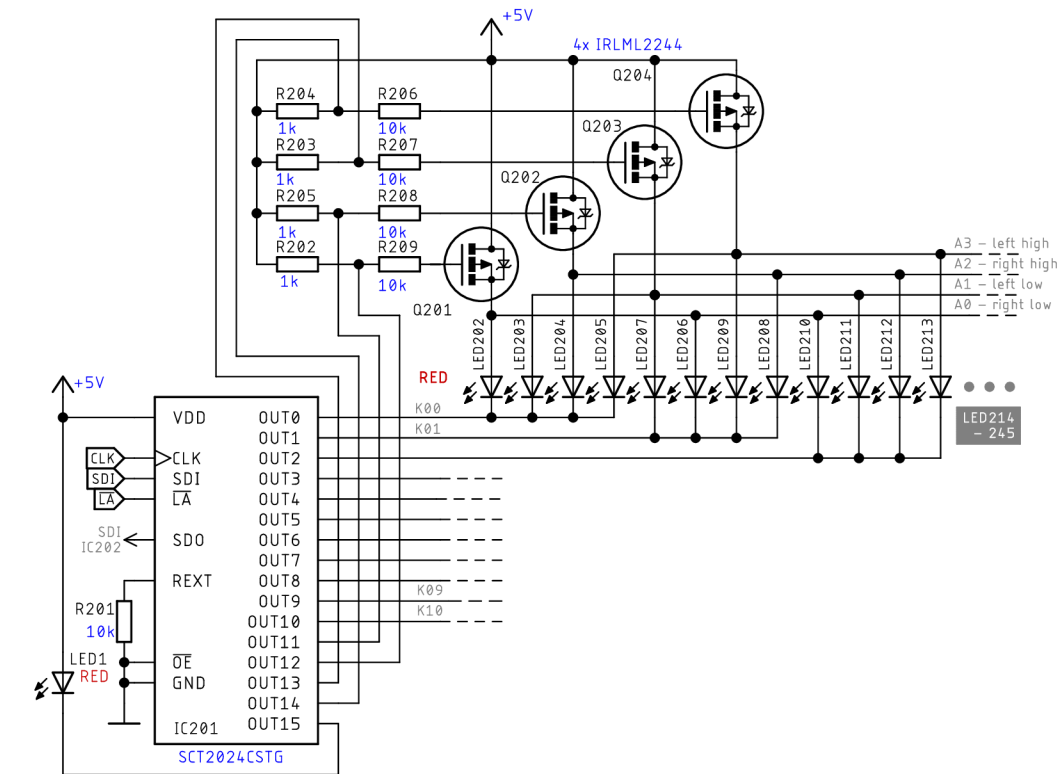 +5V
4x IRLML2244
Q204
R204
R206
1k
10k
Q203
R203
R207
1k
10k
Q202
R205
R208
1k
10k
R202
R209
1k
10k
Q201
A3 – left high
A2 – right high
A1 – left low
A0 – right low
LED202
LED203
LED204
LED205
LED207
LED206
LED209
LED208
LED210
LED211
LED212
LED213
RED
+5V
LED214
– 245
K00
K01
VDD
OUT0
OUT1
CLK
CLK
OUT2
SDI
SDI
OUT3
LA
LA
OUT4
OUT5
SDI
IC202
SDO
OUT6
OUT7
REXT
OUT8
K09
OUT9
K10
OUT10
R201
10k
OUT11
LED1
RED
OE
OUT12
GND
OUT13
OUT14
IC201
OUT15
SCT2024CSTG